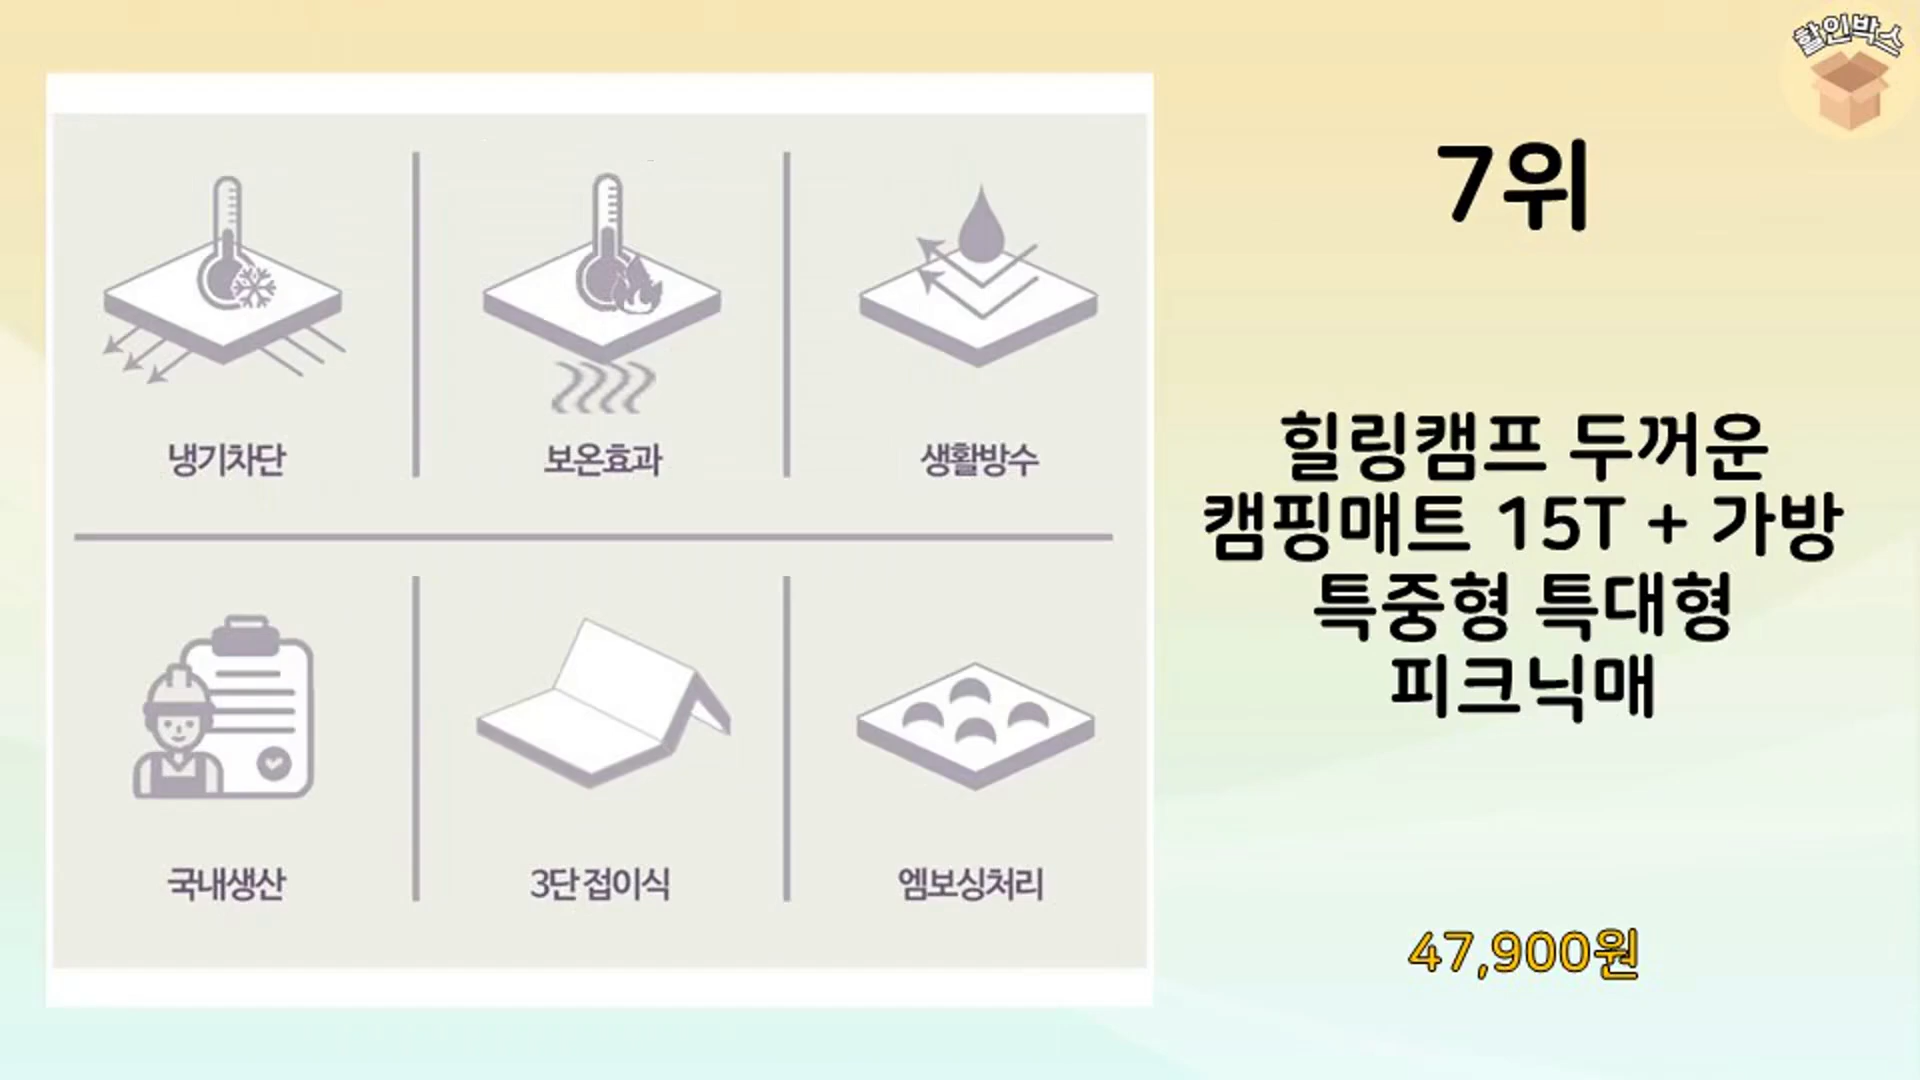 할인박스
7위
냉기차단
보온효과
생활방수
국내생산
3단 접이식
엠보싱처리
힐링캠프 두꺼운
캠핑매트 15T + 가방
특중형 특대형
피크닉매
47,900원